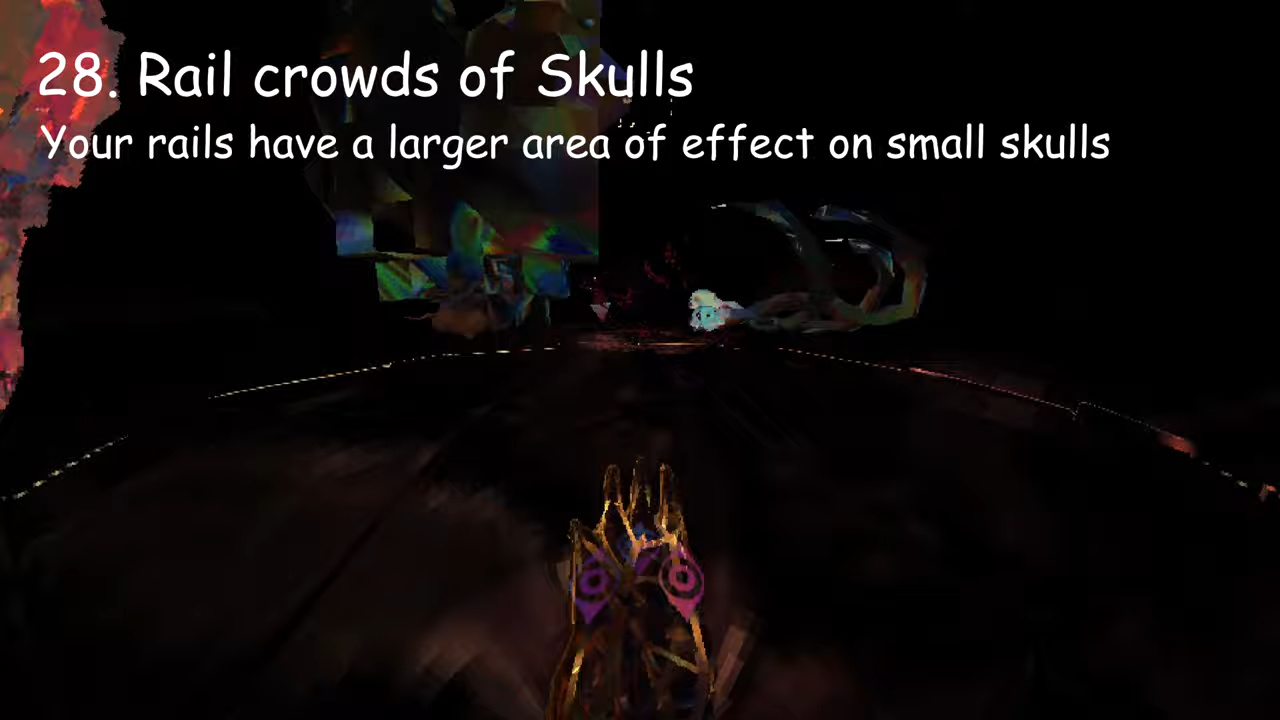 28. Rail crowds of Skulls
Your rails have a larger area of effect on small skulls